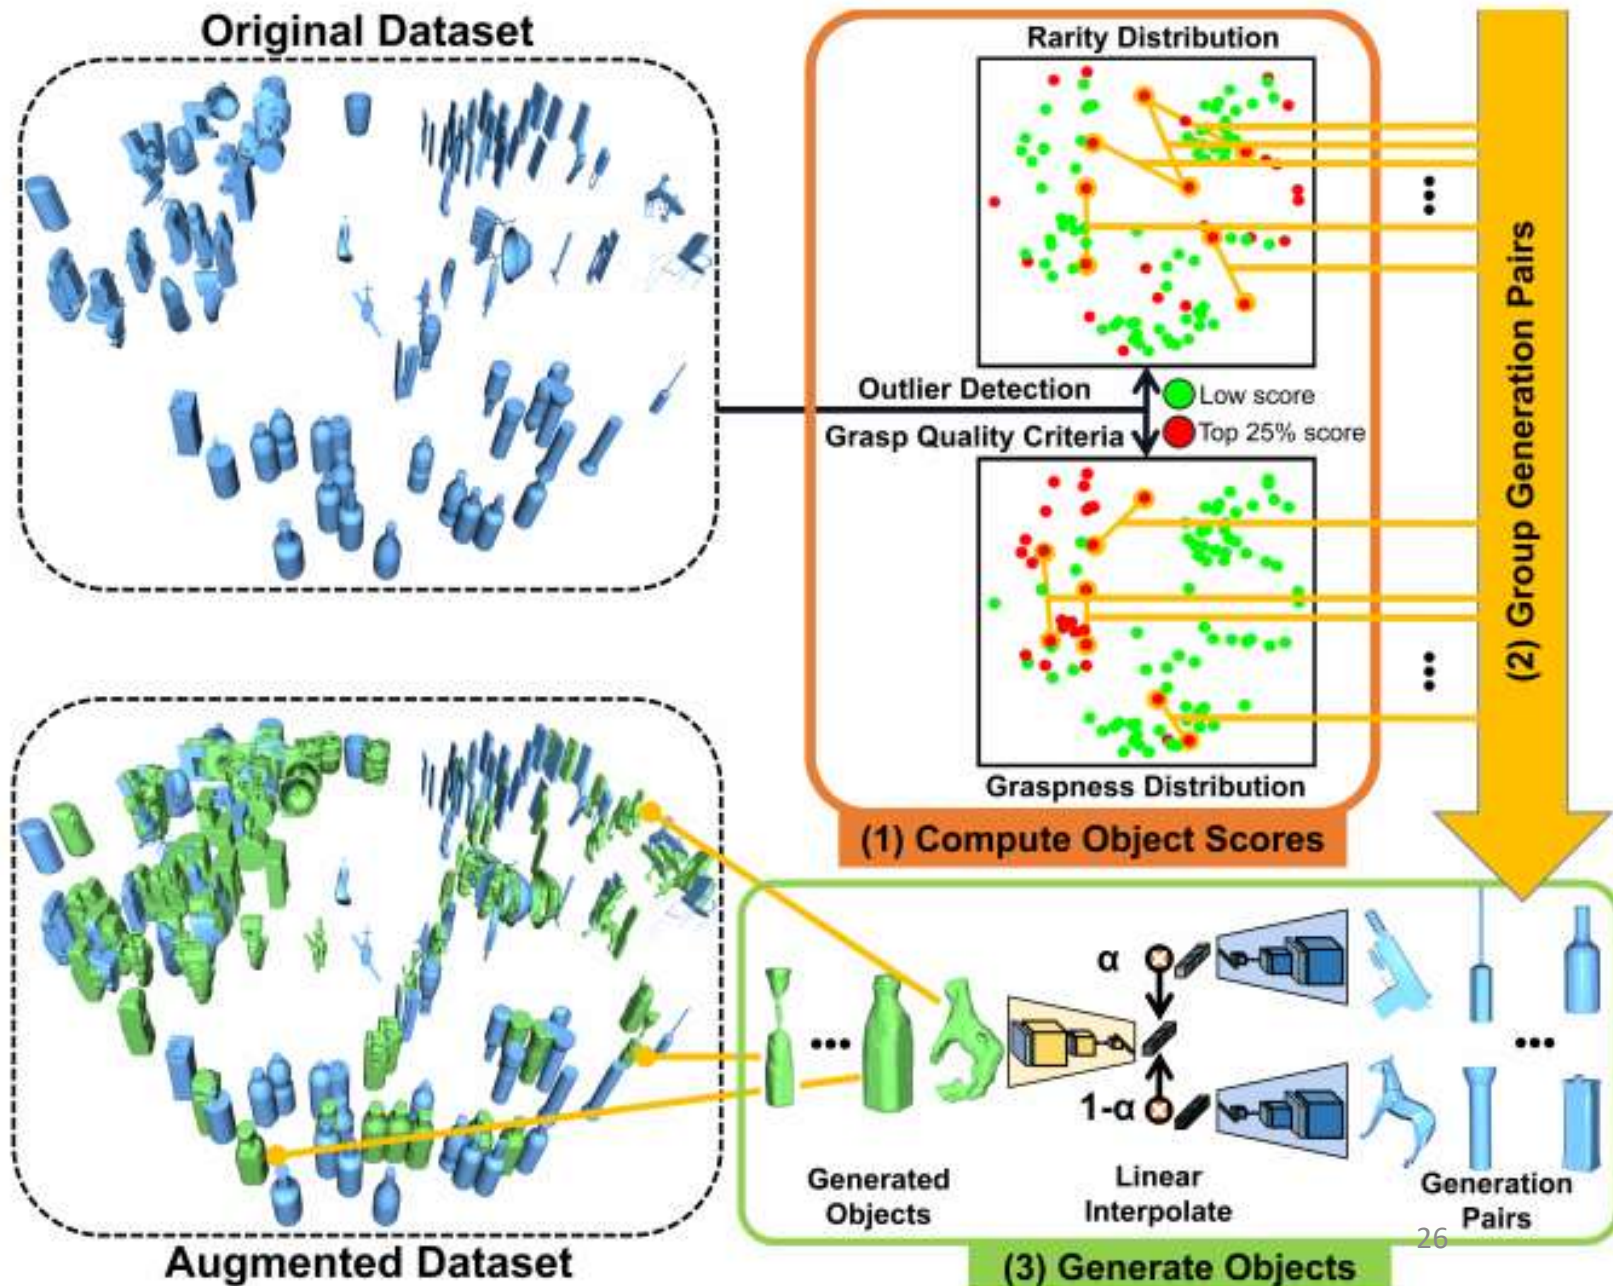 Original Dataset
Rarity Distribution
Outlier Detection
Low score
Grasp Quality Criteria
Top 25% score
Graspness Distribution
(1) Compute Object Scores
(2) Group Generation Pairs
α
1-α
Generated
Objects
Linear
Interpolate
Generation
Pairs
26
(3) Generate Objects
Augmented Dataset